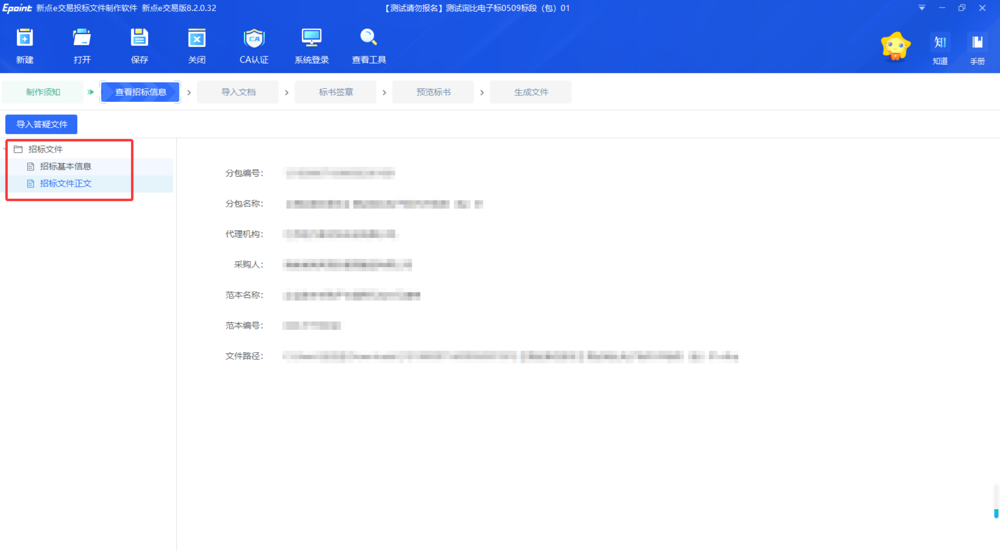 Epoint 新点e交易投标文件制作软件 新点e交易版8.2.0.32
【测试请勿报名】测试询比电子标0509标段（包）01
新建
打开
保存
关闭
CA
CA认证
系统登录
查看工具
知
知道
手册
制作须知
查看招标信息
导入文档
标书签章
预览标书
生成文件
导入答疑文件
招标文件
招标基本信息
招标文件正文
分包编号：
分包名称：
代理机构：
采购人：
范本名称：
范本编号：
文件路径：